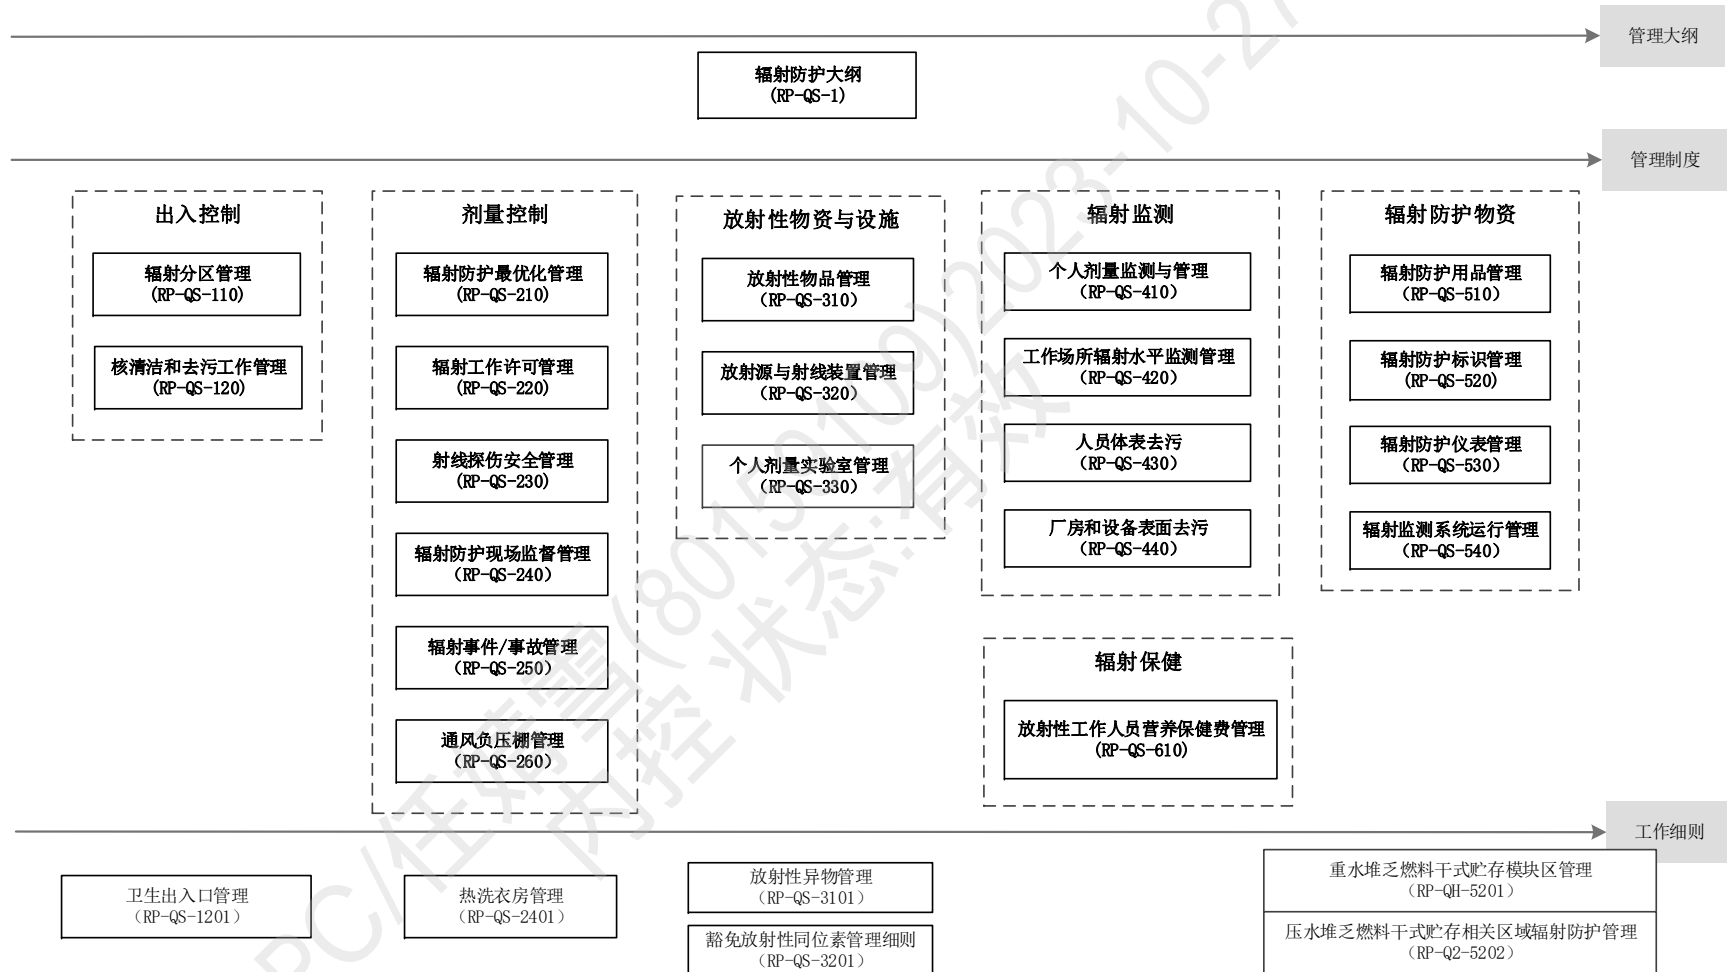 管理大纲
辐射防护大纲
(RP-QS-1)
管理制度
出入控制
辐射分区管理
(RP-QS-110)
核清洁和去污工作管理
(RP-QS-120)
剂量控制
辐射防护最优化管理
(RP-QS-210)
辐射工作许可管理
(RP-QS-220)
射线探伤安全管理
(RP-QS-230)
辐射防护现场监督管理
（RP-QS-240）
辐射事件/事故管理
（RP-QS-250）
通风负压棚管理
（RP-QS-260）
放射性物资与设施
放射性物品管理
（RP-QS-310）
放射源与射线装置管理
（RP-QS-320）
个人剂量实验室管理
（RP-QS-330）
辐射监测
个人剂量监测与管理
（RP-QS-410）
工作场所辐射水平监测管理
（RP-QS-420）
人员体表去污
（RP-QS-430）
厂房和设备表面去污
（RP-QS-440）
辐射防护物资
辐射防护用品管理
（RP-QS-510）
辐射防护标识管理
(RP-QS-520)
辐射防护仪表管理
（RP-QS-530）
辐射监测系统运行管理
（RP-QS-540）
辐射保健
放射性工作人员营养保健费管理
(RP-QS-610)
工作细则
卫生出入口管理
（RP-QS-1201）
热洗衣房管理
（RP-QS-2401）
放射性异物管理
（RP-QS-3101）
豁免放射性同位素管理细则
（RP-QS-3201）
重水堆乏燃料干式贮存模块区管理
（RP-QH-5201）
压水堆乏燃料干式贮存相关区域辐射防护管理
（RP-Q2-5202）
内控 状态:有效